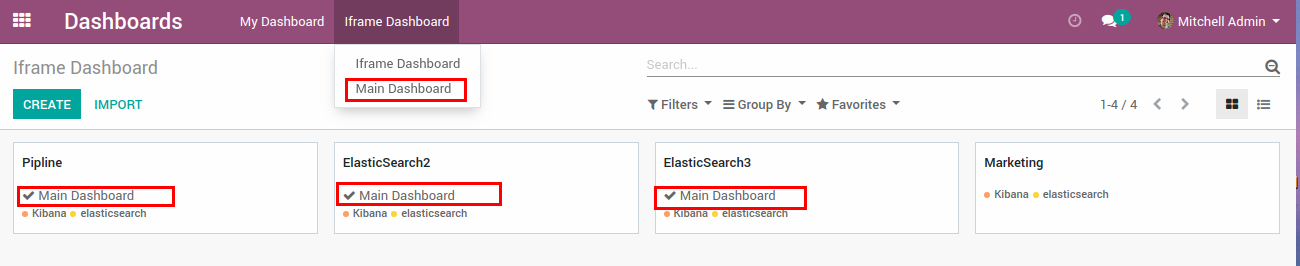 Dashboards My Dashboard Iframe Dashboard 1 Mitchell Admin
Iframe Dashboard
Iframe Dashboard
Main Dashboard
Search...
CREATE IMPORT
Filters Group By Favorites 1-4 / 4
Pipline
Main Dashboard
Kibana elasticsearch
ElasticSearch2
Main Dashboard
Kibana elasticsearch
ElasticSearch3
Main Dashboard
Kibana elasticsearch
Marketing
Kibana elasticsearch